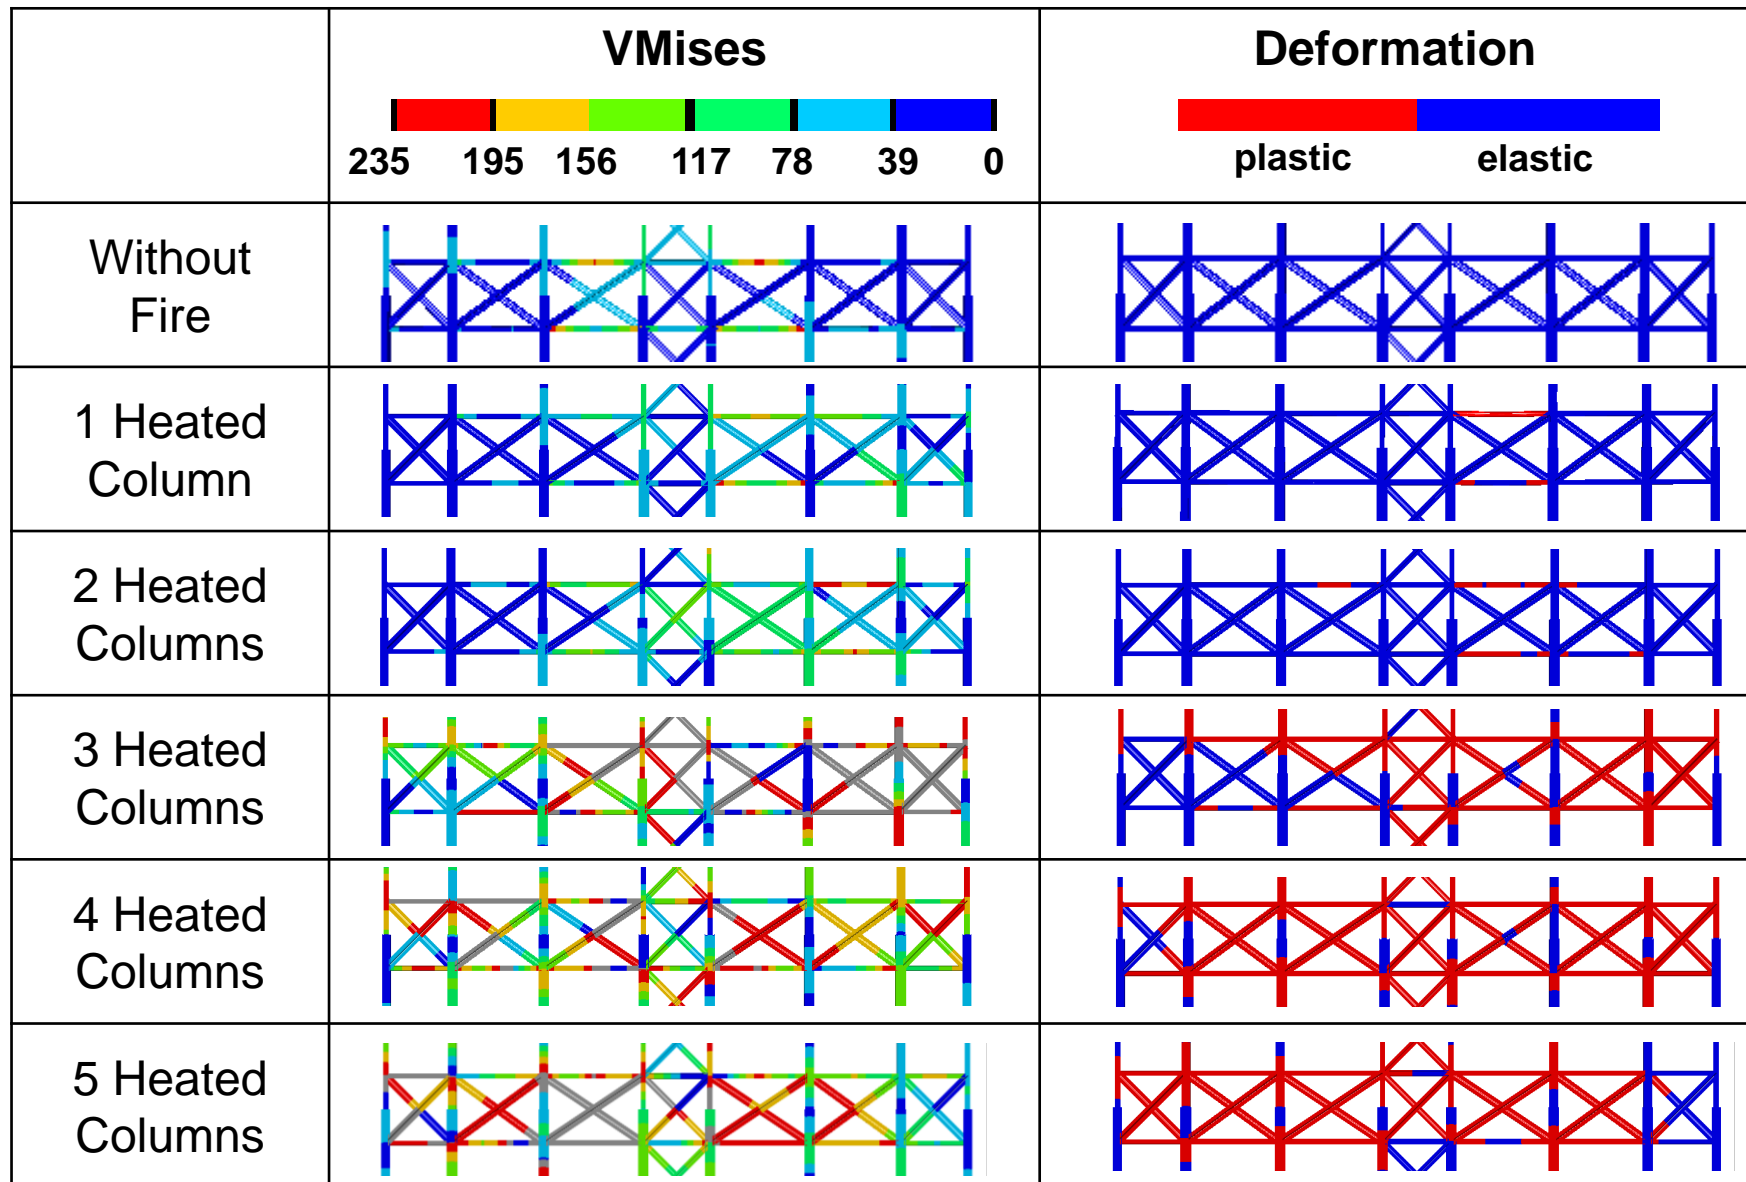 VMises
Deformation
235 195 156 117 78 39 0
plastic elastic
Without
Fire
1 Heated
Column
2 Heated
Columns
3 Heated
Columns
4 Heated
Columns
5 Heated
Columns